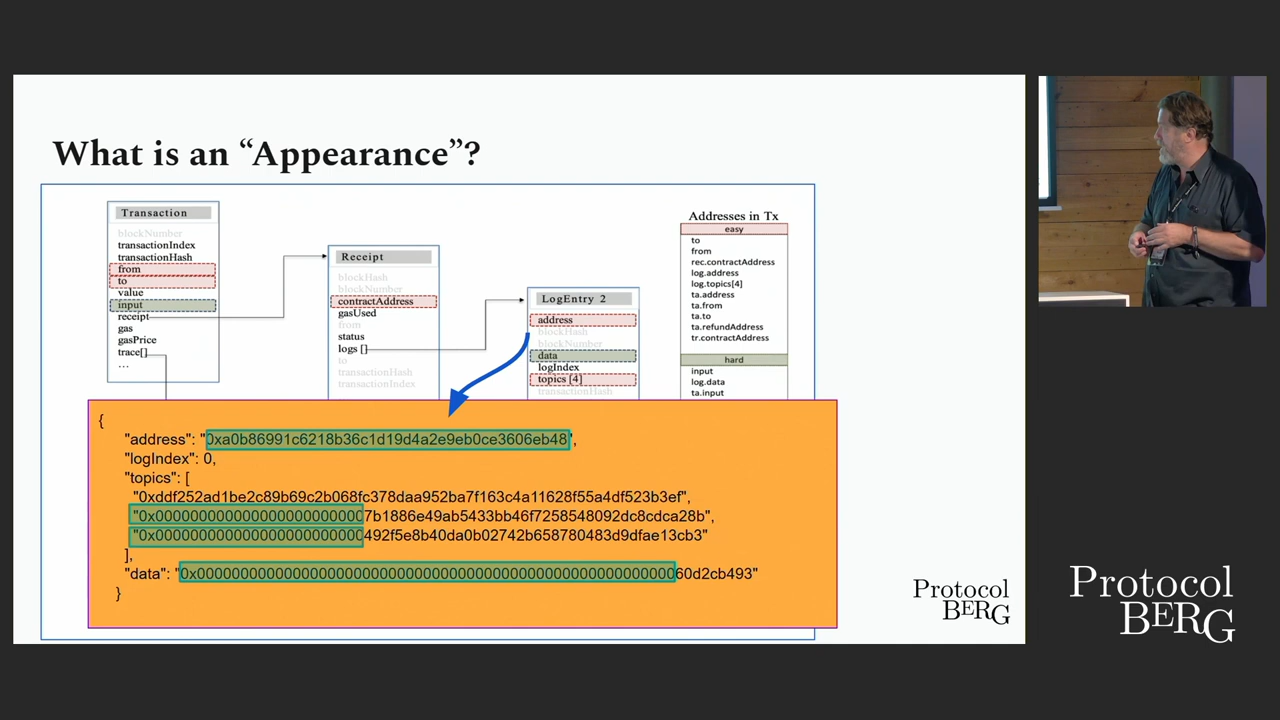 What is an “Appearance”?
Transaction
blockNumber
transactionIndex
transactionHash
from
to
value
input
receipt
gas
gasPrice
trace[]
...
Receipt
blockHash
blockNumber
contractAddress
gasUsed
from
status
logs []
to
transactionHash
transactionIndex
LogEntry 2
address
blockHash
blockNumber
data
logIndex
topics [4]
transactionHash
Addresses in Tx
easy
to
from
rec.contractAddress
log.address
log.topics[4]
ta.address
ta.from
ta.to
ta.refundAddress
tr.contractAddress
hard
input
log.data
ta.input
{
"address": "0xa0b86991c6218b36c1d19d4a2e9eb0ce3606eb48",
"logIndex": 0,
"topics": [
"0xddf252ad1be2c89b69c2b068fc378daa952ba7f163c4a11628f55a4df523b3ef",
"0x0000000000000000000000007b1886e49ab5433bb46f7258548092dc8cdca28b",
"0x000000000000000000000000492f5e8b40da0b02742b658780483d9dfae13cb3"
],
"data": "0x00000000000000000000000000000000000000000000000000000060d2cb493"
}
Protocol
BERG
Protocol
BERG